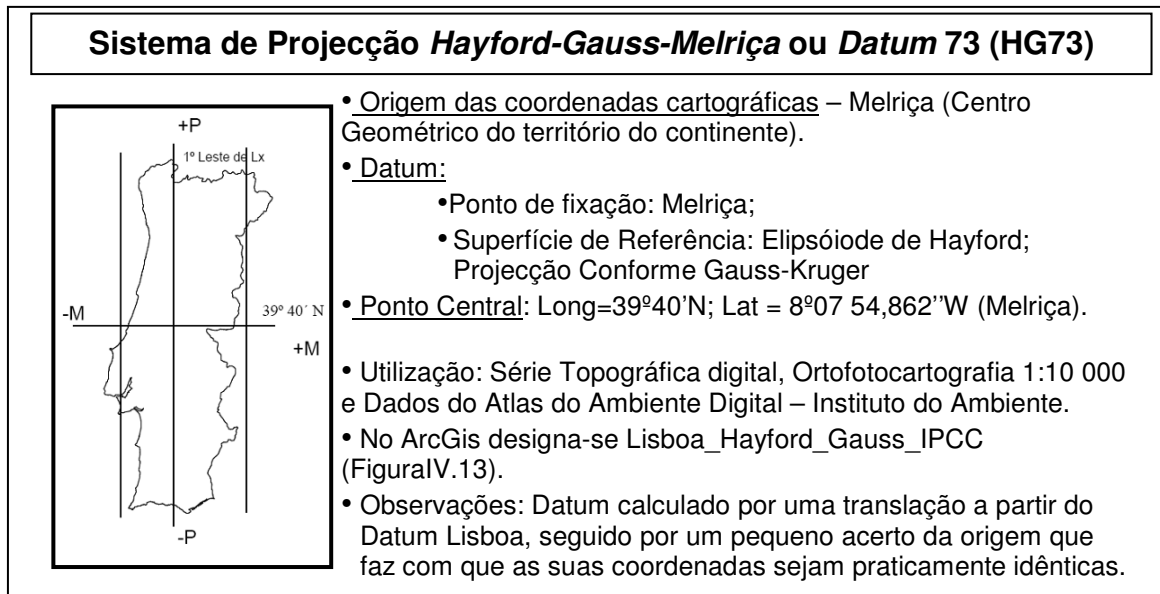 Sistema de Projecção Hayford-Gauss-Melriça ou Datum 73 (HG73)
+P
1º Leste de Lx
-M
39º 40´ N
+M
-P
• Origem das coordenadas cartográficas – Melriça (Centro
Geométrico do território do continente).
• Datum:
•Ponto de fixação: Melriça;
• Superfície de Referência: Elipsóiode de Hayford;
Projecção Conforme Gauss-Kruger
• Ponto Central: Long=39º40’N; Lat = 8º07 54,862’’W (Melriça).
• Utilização: Série Topográfica digital, Ortofotocartografia 1:10 000
e Dados do Atlas do Ambiente Digital – Instituto do Ambiente.
• No ArcGis designa-se Lisboa_Hayford_Gauss_IPCC
(FiguraIV.13).
• Observações: Datum calculado por uma translação a partir do
Datum Lisboa, seguido por um pequeno acerto da origem que
faz com que as suas coordenadas sejam praticamente idênticas.